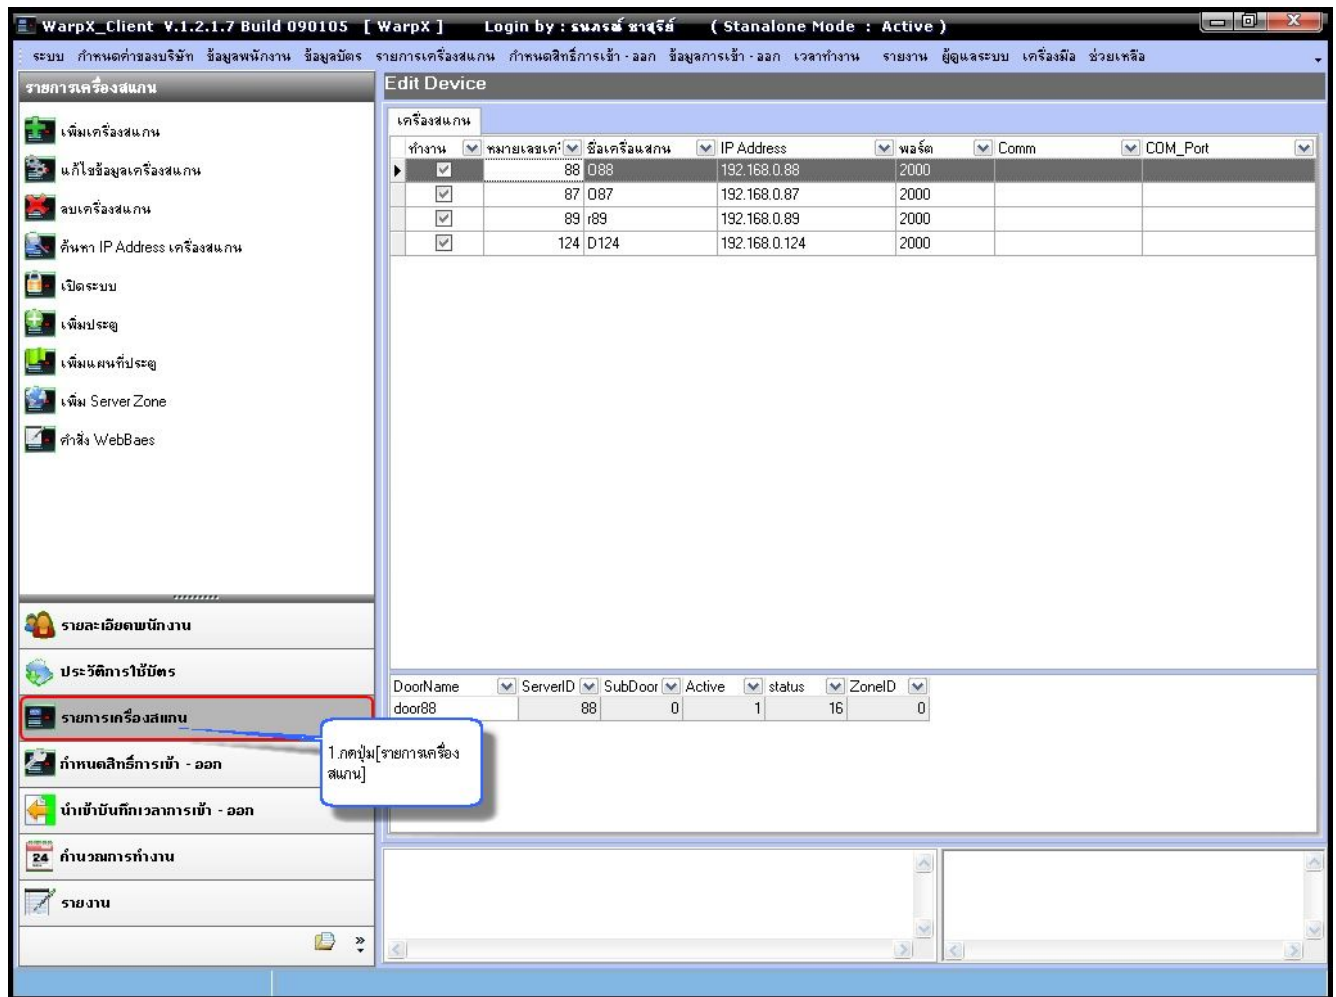 WarpX_Client V.1.2.1.7 Build 090105 [ WarpX ] Login by : ธนภรณ์ ชาสุรีย์ ( Stanalone Mode : Active )
ระบบ กำหนดค่าของบริษัท ข้อมูลพนักงาน ข้อมูลบัตร รายการเครื่องสแกน กำหนดสิทธิ์การเข้า - ออก ข้อมูลการเข้า - ออก เวลาทำงาน รายงาน ผู้ดูแลระบบ เครื่องมือ ช่วยเหลือ
รายการเครื่องสแกน
เพิ่มเครื่องสแกน
แก้ไขข้อมูลเครื่องสแกน
ลบเครื่องสแกน
ค้นหา IP Address เครื่องสแกน
เปิดระบบ
เพิ่มประตู
เพิ่มแผนที่ประตู
เพิ่ม Server Zone
คำสั่ง WebBaes
รายละเอียดพนักงาน
ประวัติการใช้บัตร
รายการเครื่องสแกน
กำหนดสิทธิ์การเข้า - ออก
นำเข้าบันทึกเวลาการเข้า - ออก
24 คำนวณการทำงาน
รายงาน
Edit Device
เครื่องสแกน
ทำงาน หมายเลขเครื่ ชื่อเครื่อแสกน IP Address พอร์ต Comm COM_Port
88 O88 192.168.0.88 2000
87 O87 192.168.0.87 2000
89 r89 192.168.0.89 2000
124 D124 192.168.0.124 2000
DoorName ServerID SubDoor Active status ZoneID
door88 88 0 1 16 0
1.กดปุ่ม[รายการเครื่อง
สแกน]